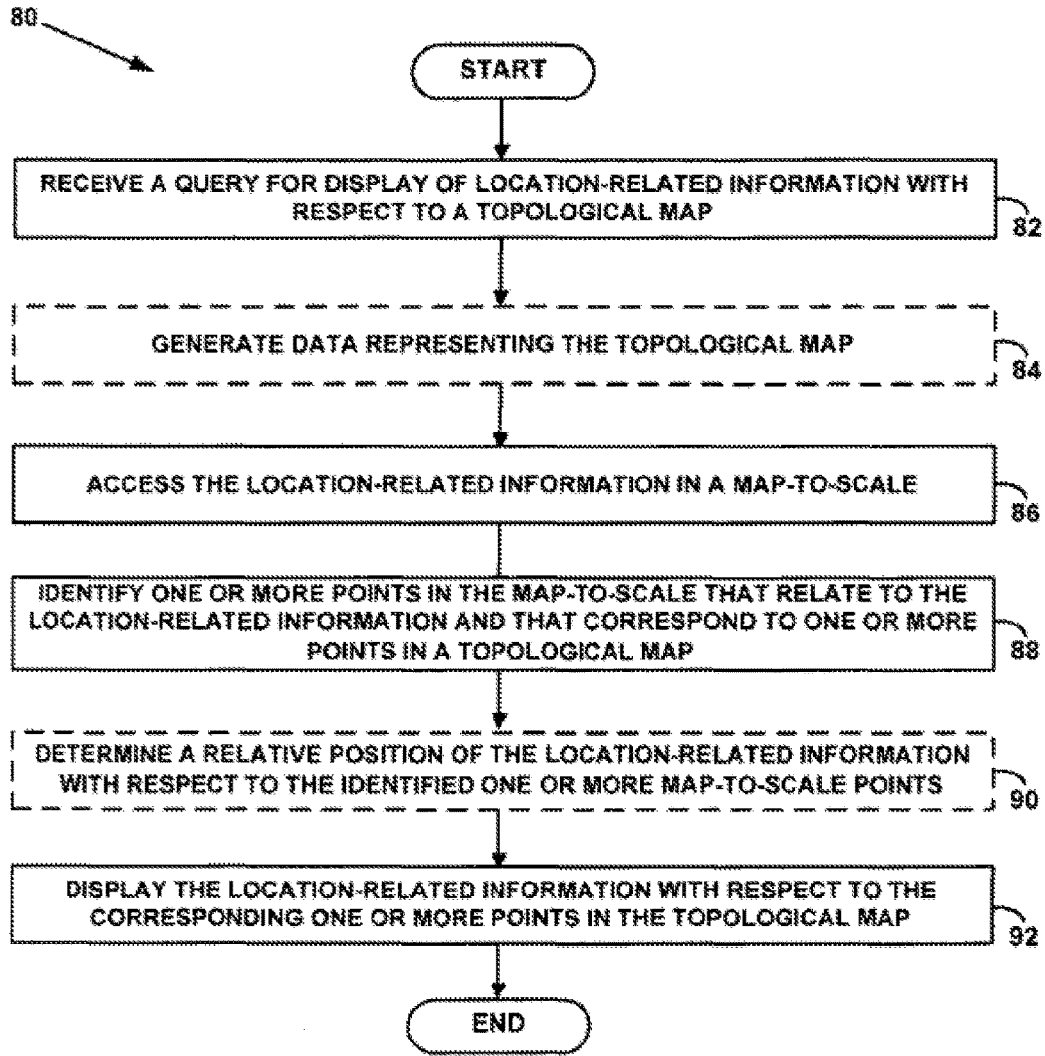 80
START
RECEIVE A QUERY FOR DISPLAY OF LOCATION-RELATED INFORMATION WITH
RESPECT TO A TOPOLOGICAL MAP
82
GENERATE DATA REPRESENTING THE TOPOLOGICAL MAP
84
ACCESS THE LOCATION-RELATED INFORMATION IN A MAP-TO-SCALE
86
IDENTIFY ONE OR MORE POINTS IN THE MAP-TO-SCALE THAT RELATE TO THE
LOCATION-RELATED INFORMATION AND THAT CORRESPOND TO ONE OR MORE
POINTS IN A TOPOLOGICAL MAP
88
DETERMINE A RELATIVE POSITION OF THE LOCATION-RELATED INFORMATION
WITH RESPECT TO THE IDENTIFIED ONE OR MORE MAP-TO-SCALE POINTS
90
DISPLAY THE LOCATION-RELATED INFORMATION WITH RESPECT TO THE
CORRESPONDING ONE OR MORE POINTS IN THE TOPOLOGICAL MAP
92
END